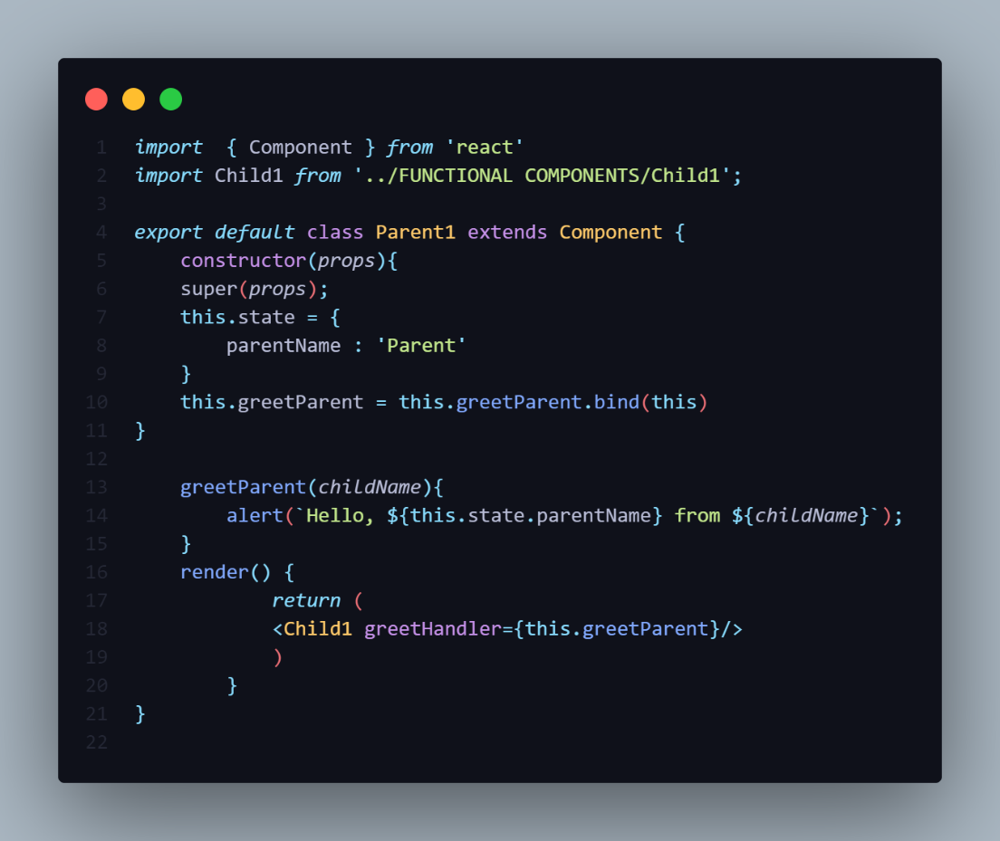 1 import  { Component } from 'react'
2 import Child1 from '../FUNCTIONAL COMPONENTS/Child1';
3
4 export default class Parent1 extends Component {
5     constructor(props){
6     super(props);
7     this.state = {
8         parentName : 'Parent'
9     }
10     this.greetParent = this.greetParent.bind(this)
11 }
12
13     greetParent(childName){
14         alert(`Hello, ${this.state.parentName} from ${childName}`);
15     }
16     render() {
17             return (
18             <Child1 greetHandler={this.greetParent}/>
19             )
20         }
21 }
22